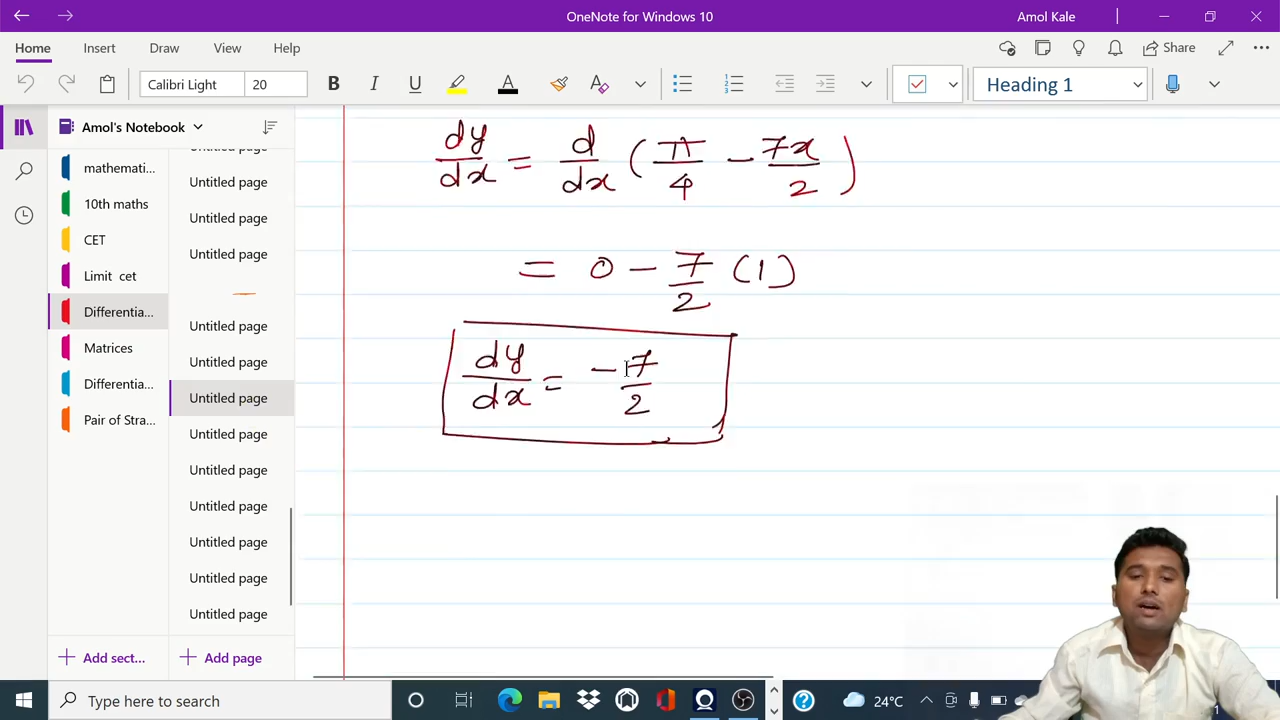 OneNote for Windows 10
Amol Kale
Home Insert Draw View Help
Share
Calibri Light 20 B I U A Heading 1
Amol's Notebook
mathemati...
10th maths
CET
Limit cet
Differentia...
Matrices
Differentia...
Pair of Stra...
Untitled page
Untitled page
Untitled page
Untitled page
Untitled page
Untitled page
Untitled page
Untitled page
Untitled page
Untitled page
Untitled page
Untitled page
Untitled page
Add sect...
Add page
dy/dx = d/dx (π/4 - 7x/2)
= 0 - 7/2 (1)
dy/dx = -7/2
Type here to search
24°C
1